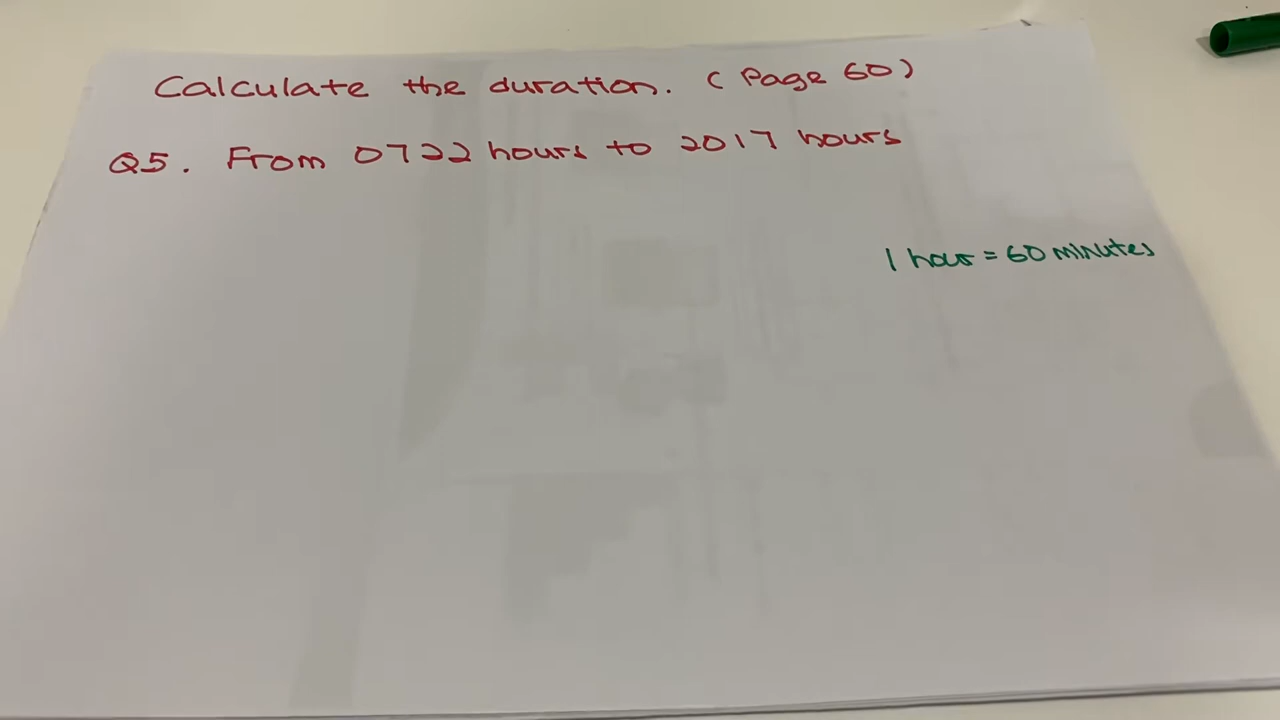 Calculate the duration. (Page 60)
Q5. From 0722 hours to 2017 hours
1 hour = 60 minutes